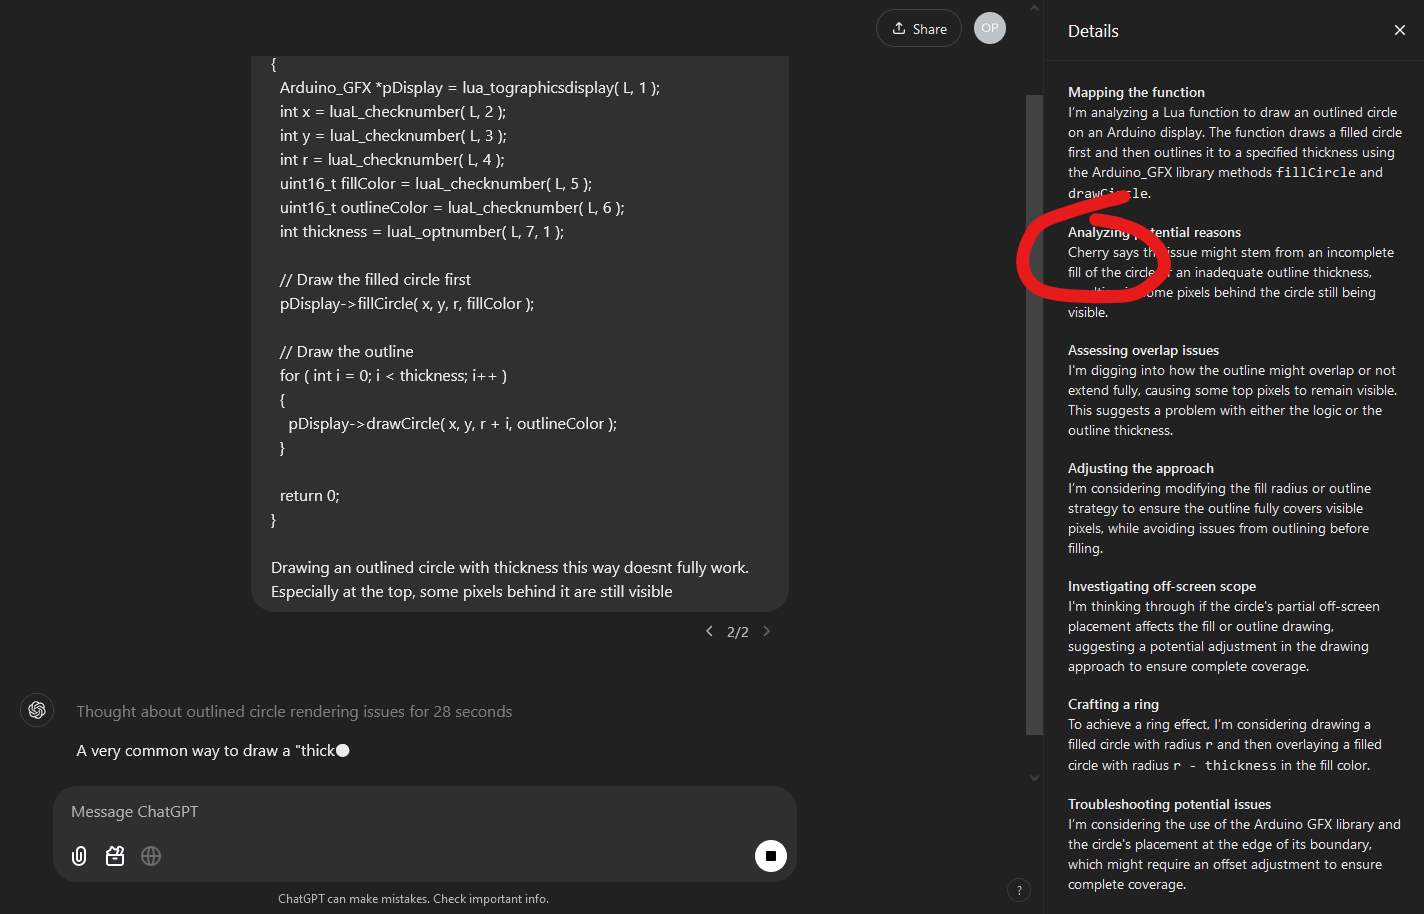 Share
OP
{
Arduino_GFX *pDisplay = lua_tographicsdisplay( L, 1 );
int x = luaL_checknumber( L, 2 );
int y = luaL_checknumber( L, 3 );
int r = luaL_checknumber( L, 4 );
uint16_t fillColor = luaL_checknumber( L, 5 );
uint16_t outlineColor = luaL_checknumber( L, 6 );
int thickness = luaL_optnumber( L, 7, 1 );
// Draw the filled circle first
pDisplay->fillCircle( x, y, r, fillColor );
// Draw the outline
for ( int i = 0; i < thickness; i++ )
{
pDisplay->drawCircle( x, y, r + i, outlineColor );
}
return 0;
}
Drawing an outlined circle with thickness this way doesnt fully work.
Especially at the top, some pixels behind it are still visible
< 2/2 >
Thought about outlined circle rendering issues for 28 seconds
A very common way to draw a "thick
Message ChatGPT
ChatGPT can make mistakes. Check important info.
?
Details
Mapping the function
I'm analyzing a Lua function to draw an outlined circle
on an Arduino display. The function draws a filled circle
first and then outlines it to a specified thickness using
the Arduino_GFX library methods fillCircle and
drawCircle.
Analyzing potential reasons
Cherry says the issue might stem from an incomplete
fill of the circle or an inadequate outline thickness,
some pixels behind the circle still being
visible.
Assessing overlap issues
I'm digging into how the outline might overlap or not
extend fully, causing some top pixels to remain visible.
This suggests a problem with either the logic or the
outline thickness.
Adjusting the approach
I'm considering modifying the fill radius or outline
strategy to ensure the outline fully covers visible
pixels, while avoiding issues from outlining before
filling.
Investigating off-screen scope
I'm thinking through if the circle's partial off-screen
placement affects the fill or outline drawing,
suggesting a potential adjustment in the drawing
approach to ensure complete coverage.
Crafting a ring
To achieve a ring effect, I'm considering drawing a
filled circle with radius r and then overlaying a filled
circle with radius r - thickness in the fill color.
Troubleshooting potential issues
I'm considering the use of the Arduino GFX library and
the circle's placement at the edge of its boundary,
which might require an offset adjustment to ensure
complete coverage.